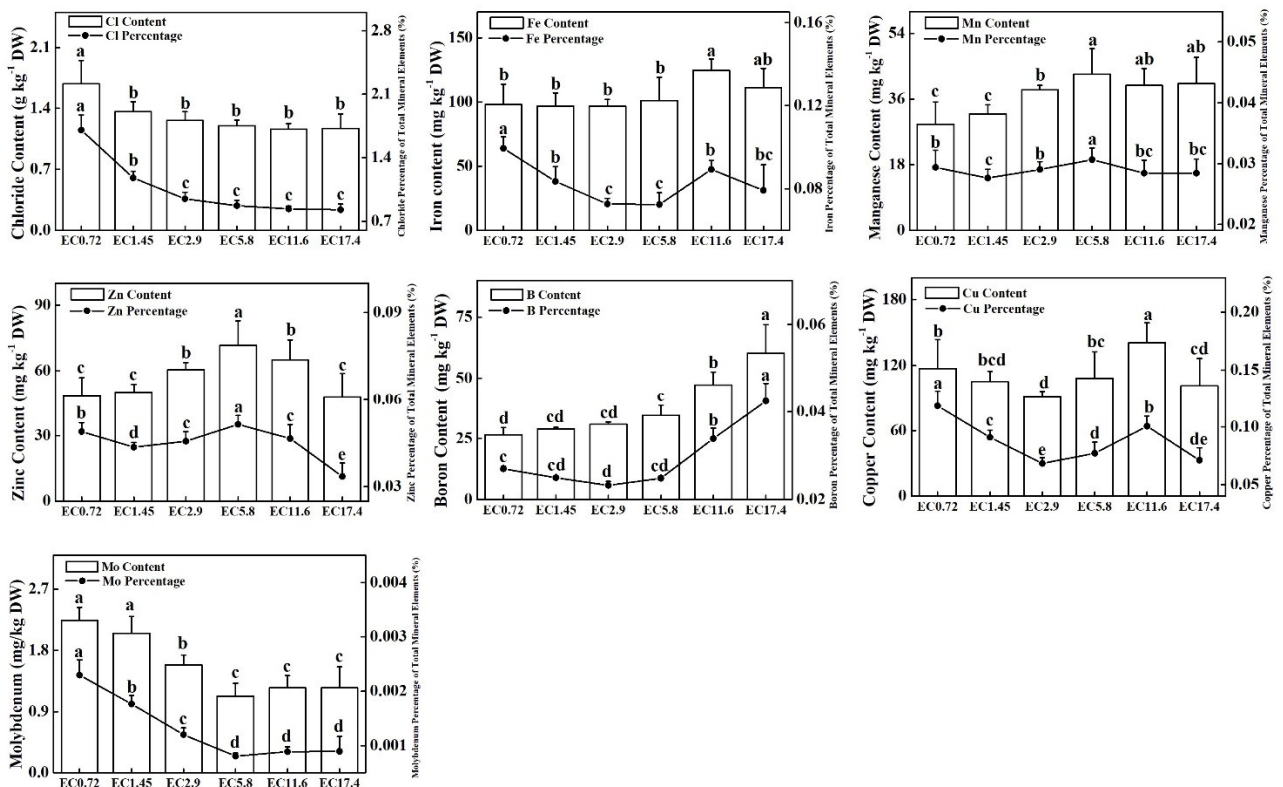 Cl Content
Cl Percentage
Chloride Content (g kg⁻¹ DW)
2.1
1.4
0.7
0.0
a
b
b
b
b
b
a
b
c
c
c
c
2.8
2.1
1.4
0.7
Chloride Percentage of Total Mineral Elements (%)
EC0.72 EC1.45 EC2.9 EC5.8 EC11.6 EC17.4
Fe Content
Fe Percentage
Iron content (mg kg⁻¹ DW)
150
100
50
0
b
b
b
b
a
b
a
b
c
c
b
bc
0.16
0.12
0.08
Iron Percentage of Total Mineral Elements (%)
EC0.72 EC1.45 EC2.9 EC5.8 EC11.6 EC17.4
Mn Content
Mn Percentage
Manganese Content (mg kg⁻¹ DW)
54
36
18
0
c
c
b
a
ab
ab
b
c
b
a
bc
bc
0.05
0.04
0.03
0.02
Manganese Percentage of Total Mineral Elements (%)
EC0.72 EC1.45 EC2.9 EC5.8 EC11.6 EC17.4
Zn Content
Zn Percentage
Zinc Content (mg kg⁻¹ DW)
90
60
30
0
c
c
b
a
b
c
b
d
c
a
c
e
0.09
0.06
0.03
Zinc Percentage of Total Mineral Elements (%)
EC0.72 EC1.45 EC2.9 EC5.8 EC11.6 EC17.4
B Content
B Percentage
Boron Content (mg kg⁻¹ DW)
75
50
25
0
d
cd
cd
c
b
a
c
cd
d
cd
b
a
0.06
0.04
0.02
Boron Percentage of Total Mineral Elements (%)
EC0.72 EC1.45 EC2.9 EC5.8 EC11.6 EC17.4
Cu Content
Cu Percentage
Copper Content (mg kg⁻¹ DW)
180
120
60
0
b
bcd
d
bc
a
cd
a
c
e
d
b
de
0.20
0.15
0.10
0.05
Copper Percentage of Total Mineral Elements (%)
EC0.72 EC1.45 EC2.9 EC5.8 EC11.6 EC17.4
Mo Content
Mo Percentage
Molybdenum (mg/kg DW)
2.7
1.8
0.9
0.0
a
a
b
c
c
c
a
b
c
d
d
d
0.004
0.003
0.002
0.001
Molybdenum Percentage of Total Mineral Elements (%)
EC0.72 EC1.45 EC2.9 EC5.8 EC11.6 EC17.4